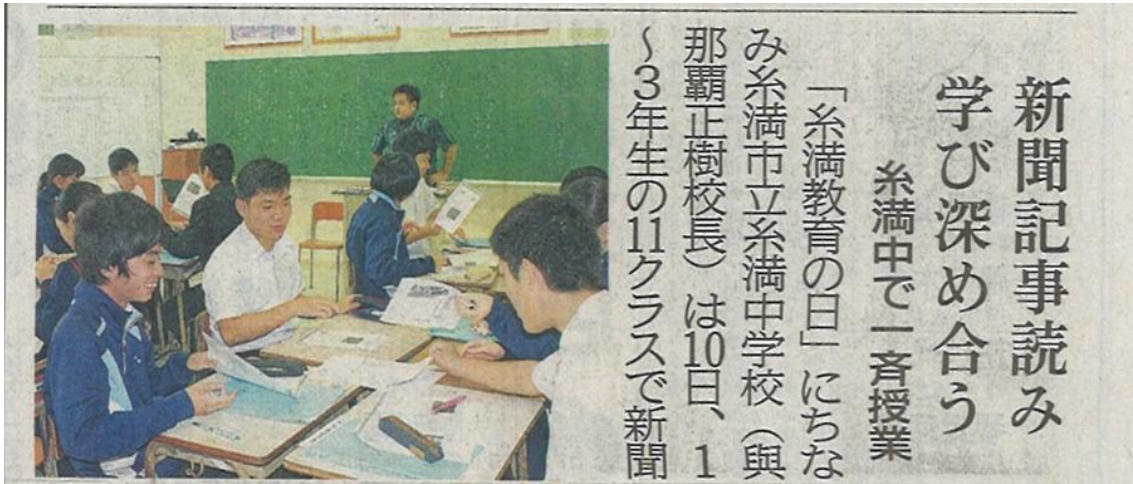 新聞記事読み
学び深め合う
糸満中で一斉授業
「糸満教育の日」にちな
み糸満市立糸満中学校（與
那覇正樹校長）は10日、1
～3年生の11クラスで新聞